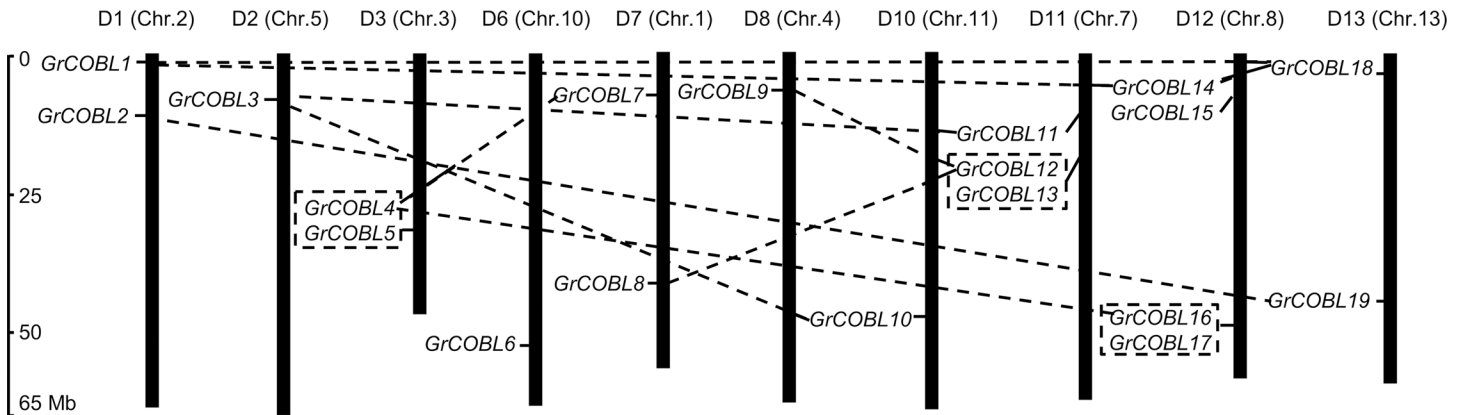 D1 (Chr.2) D2 (Chr.5) D3 (Chr.3) D6 (Chr.10) D7 (Chr.1) D8 (Chr.4) D10 (Chr.11) D11 (Chr.7) D12 (Chr.8) D13 (Chr.13)
0
GrCOBL1
GrCOBL18
GrCOBL14
GrCOBL3
GrCOBL7
GrCOBL9
GrCOBL2
GrCOBL15
GrCOBL11
GrCOBL12
GrCOBL13
25
GrCOBL4
GrCOBL5
GrCOBL8
GrCOBL19
GrCOBL10
GrCOBL16
50
GrCOBL6
GrCOBL17
65 Mb